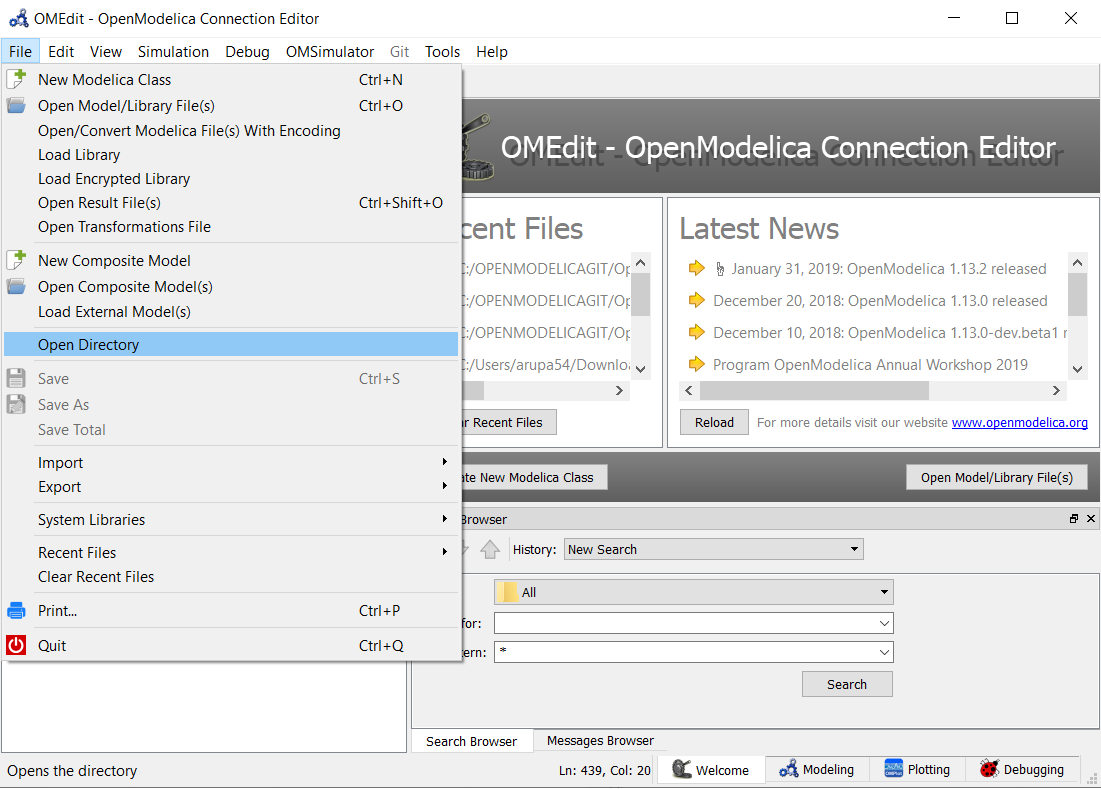 OMEdit - OpenModelica Connection Editor
File Edit View Simulation Debug OMSimulator Git Tools Help
New Modelica Class Ctrl+N
Open Model/Library File(s) Ctrl+O
Open/Convert Modelica File(s) With Encoding
Load Library
Load Encrypted Library
Open Result File(s) Ctrl+Shift+O
Open Transformations File
New Composite Model
Open Composite Model(s)
Load External Model(s)
Open Directory
Save Ctrl+S
Save As
Save Total
Import
Export
System Libraries
Recent Files
Clear Recent Files
Print... Ctrl+P
Quit Ctrl+Q
OMEdit - OpenModelica Connection Editor
cent Files
C:/OPENMODELICAGIT/Op
C:/OPENMODELICAGIT/Op
C:/OPENMODELICAGIT/Op
C:/Users/arupa54/Downlo
r Recent Files
Latest News
January 31, 2019: OpenModelica 1.13.2 released
December 20, 2018: OpenModelica 1.13.0 released
December 10, 2018: OpenModelica 1.13.0-dev.beta1 r
Program OpenModelica Annual Workshop 2019
Reload For more details visit our website www.openmodelica.org
ate New Modelica Class Open Model/Library File(s)
Browser
History: New Search
All
for:
tern: *
Search
Search Browser Messages Browser
Opens the directory Ln: 439, Col: 20 Welcome Modeling Plotting Debugging